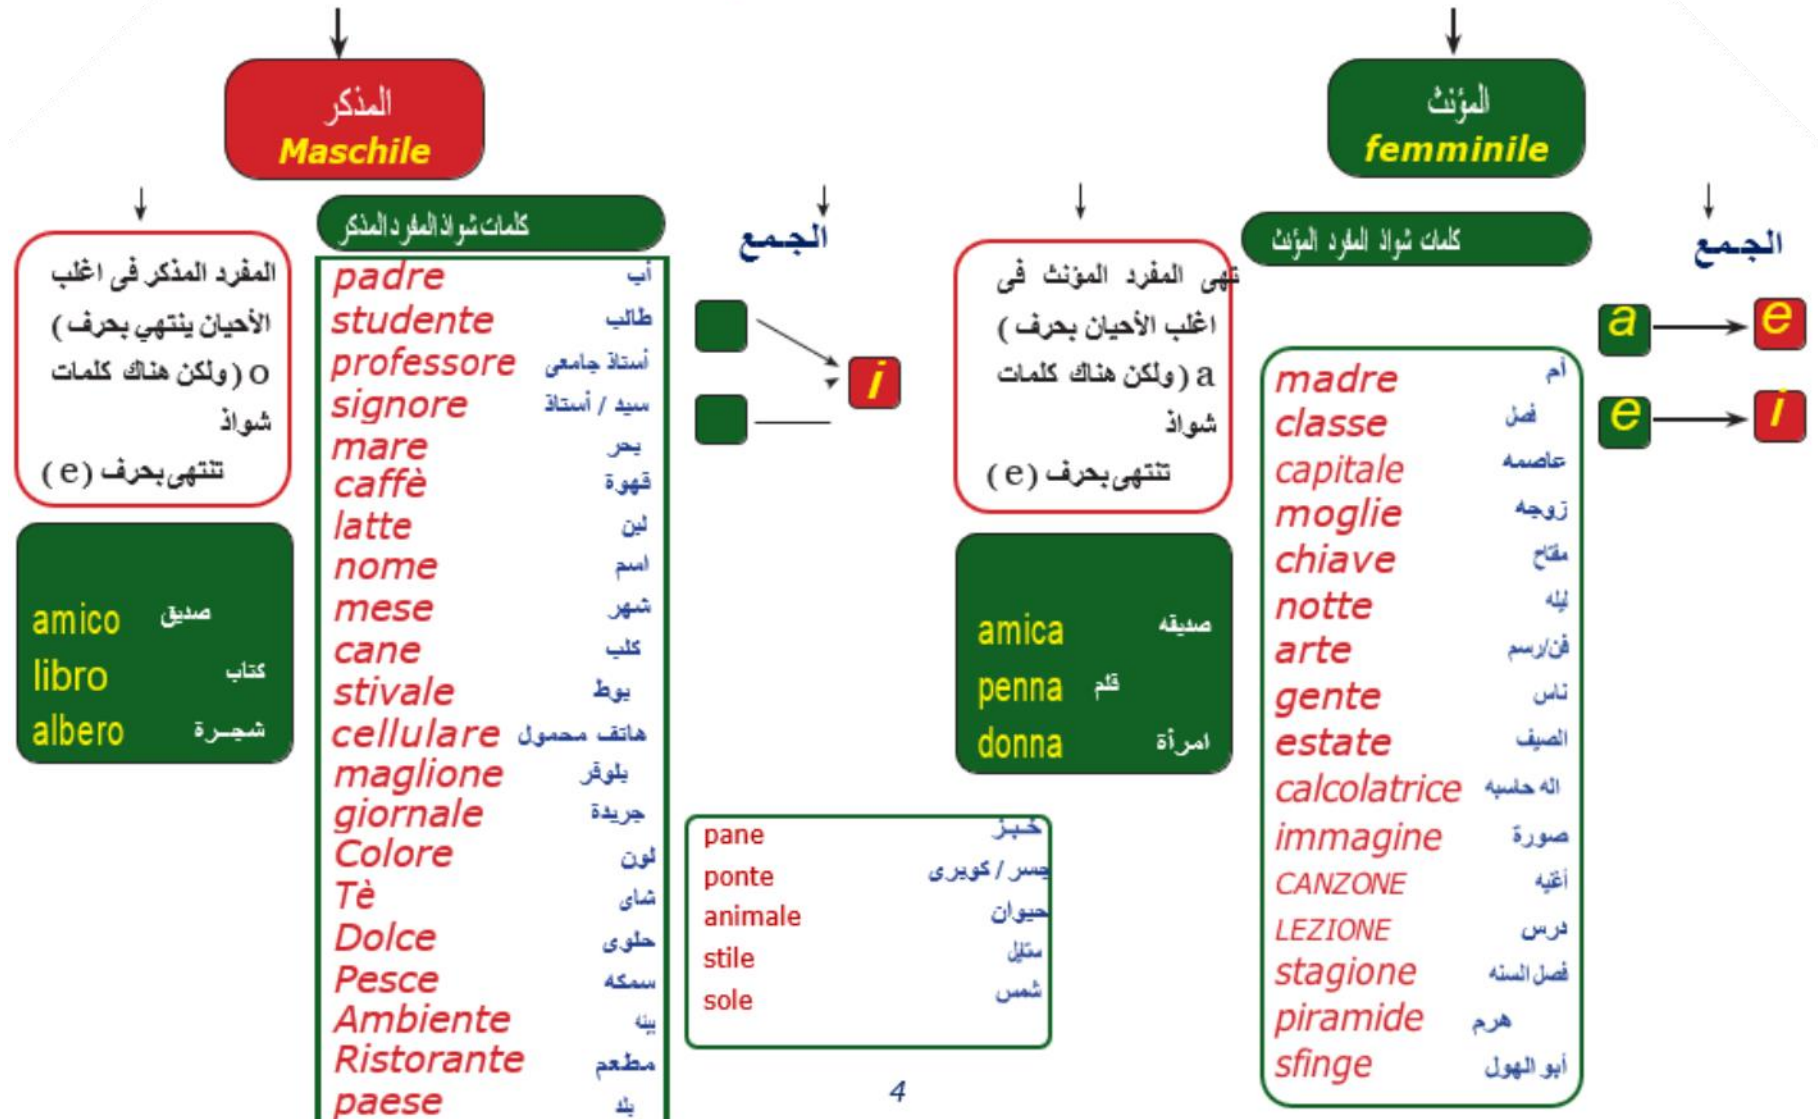 المذكر
Maschile
المفرد المذكر فى اغلب
الأحيان ينتهي بحرف (
o (ولكن هناك كلمات
شواذ
تنتهى بحرف (e)
amico صديق
libro كتاب
albero شجرة
كلمات شواذ المفرد المذكر
padre أب
studente طالب
professore أستاذ جامعى
signore سيد / أستاذ
mare بحر
caffè قهوة
latte لبن
nome اسم
mese شهر
cane كلب
stivale بوط
cellulare هاتف محمول
maglione بلوفر
giornale جريدة
Colore لون
Tè شاى
Dolce حلوى
Pesce سمكه
Ambiente بيئه
Ristorante مطعم
paese بلد
الجمع
i
pane خبز
ponte جسر / كوبرى
animale حيوان
stile ستايل
sole شمس
المؤنث
femminile
تهى المفرد المؤنث فى
اغلب الأحيان بحرف (
a (ولكن هناك كلمات
شواذ
تنتهى بحرف (e)
amica صديقه
penna قلم
donna امرأة
كلمات شواذ المفرد المؤنث
madre أم
classe فصل
capitale عاصمه
moglie زوجه
chiave مفتاح
notte ليله
arte فن/رسم
gente ناس
estate الصيف
calcolatrice اله حاسبه
immagine صورة
CANZONE أغنيه
LEZIONE درس
stagione فصل السنه
piramide هرم
sfinge أبو الهول
الجمع
a e
e i
4